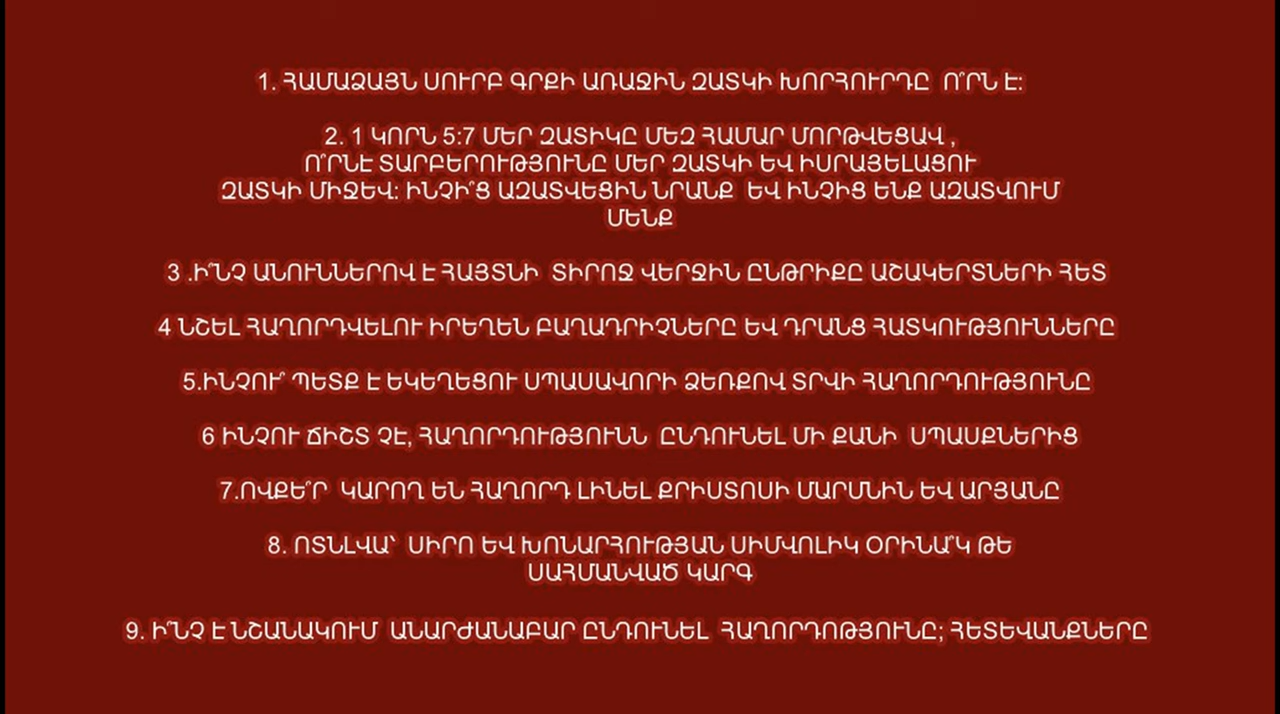 1. ՀԱՄԱՁԱՅՆ ՍՈՒՐԲ ԳՐՔԻ ԱՌԱՋԻՆ ԶԱՏԿԻ ԽՈՐՀՈՒՐԴԸ Ո՞ՐՆ Է:
2. 1 ԿՈՐՆ 5:7 ՄԵՐ ԶԱՏԻԿԸ ՄԵԶ ՀԱՄԱՐ ՄՈՐԹՎԵՑԱՎ ,
Ո՞ՐՆԷ ՏԱՐԲԵՐՈՒԹՅՈՒՆԸ ՄԵՐ ԶԱՏԿԻ ԵՎ ԻՍՐԱՅԵԼԱՑՈՒ
ԶԱՏԿԻ ՄԻՋԵՎ: ԻՆՉԻ՞Ց ԱԶԱՏՎԵՑԻՆ ՆՐԱՆՔ ԵՎ ԻՆՉԻՑ ԵՆՔ ԱԶԱՏՎՈՒՄ
ՄԵՆՔ
3 .Ի՞ՆՉ ԱՆՈՒՆՆԵՐՈՎ Է ՀԱՅՏՆԻ ՏԻՐՈՋ ՎԵՐՋԻՆ ԸՆԹՐԻՔԸ ԱՇԱԿԵՐՏՆԵՐԻ ՀԵՏ
4 ՆՇԵԼ ՀԱՂՈՐԴՎԵԼՈՒ ԻՐԵՂԵՆ ԲԱՂԱԴՐԻՉՆԵՐԸ ԵՎ ԴՐԱՆՑ ՀԱՏԿՈՒԹՅՈՒՆՆԵՐԸ
5.ԻՆՉՈՒ՞ ՊԵՏՔ Է ԵԿԵՂԵՑՈՒ ՍՊԱՍԱՎՈՐԻ ՁԵՌՔՈՎ ՏՐՎԻ ՀԱՂՈՐԴՈՒԹՅՈՒՆԸ
6 ԻՆՉՈՒ ՃԻՇՏ ՉԷ, ՀԱՂՈՐԴՈՒԹՅՈՒՆՆ ԸՆԴՈՒՆԵԼ ՄԻ ՔԱՆԻ ՍՊԱՍՔՆԵՐԻՑ
7.ՈՎՔԵ՞Ր ԿԱՐՈՂ ԵՆ ՀԱՂՈՐԴ ԼԻՆԵԼ ՔՐԻՍՏՈՍԻ ՄԱՐՄՆԻՆ ԵՎ ԱՐՅԱՆԸ
8. ՈՏՆԼՎԱ՝ ՍԻՐՈ ԵՎ ԽՈՆԱՐՀՈՒԹՅԱՆ ՍԻՄՎՈԼԻԿ ՕՐԻՆԱ՞Կ ԹԵ
ՍԱՀՄԱՆՎԱԾ ԿԱՐԳ
9. Ի՞ՆՉ Է ՆՇԱՆԱԿՈՒՄ ԱՆԱՐԺԱՆԱԲԱՐ ԸՆԴՈՒՆԵԼ ՀԱՂՈՐԴՈԹՅՈՒՆԸ; ՀԵՏԵՎԱՆՔՆԵՐԸ